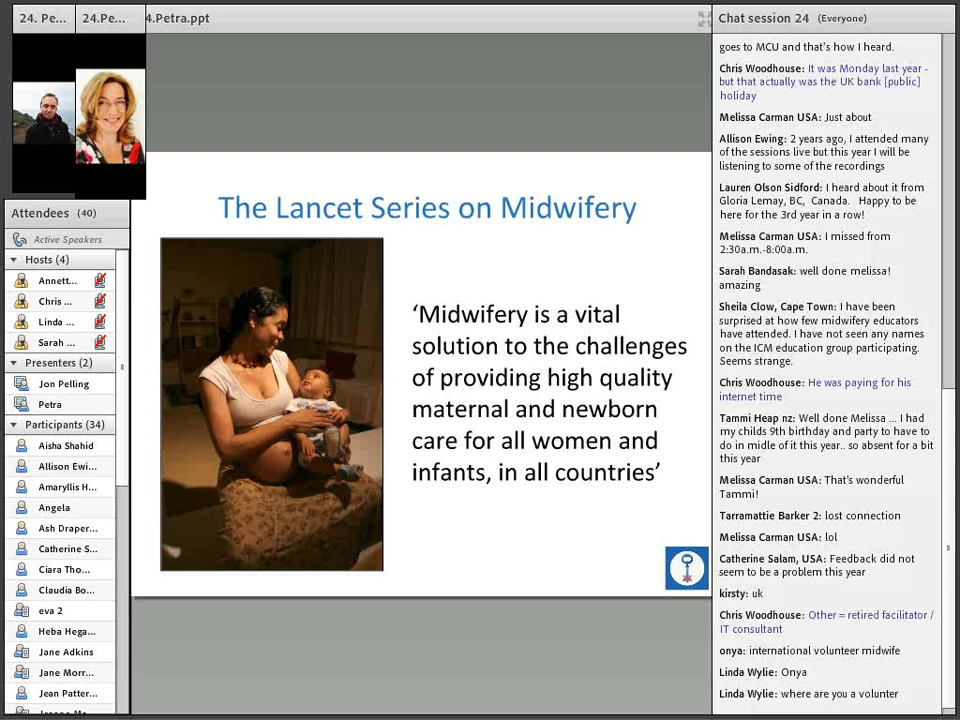 24. Pe...
24.Pe...
4.Petra.ppt
Attendees (40)
Active Speakers
Hosts (4)
Annett...
Chris ...
Linda ...
Sarah ...
Presenters (2)
Jon Pelling
Petra
Participants (34)
Aisha Shahid
Allison Ewi...
Amaryllis H...
Angela
Ash Draper...
Catherine S...
Ciara Tho...
Claudia Bo...
eva 2
Heba Hega...
Jane Adkins
Jane Morr...
Jean Patter...
The Lancet Series on Midwifery
‘Midwifery is a vital
solution to the challenges
of providing high quality
maternal and newborn
care for all women and
infants, in all countries’
Chat session 24 (Everyone)
goes to MCU and that's how I heard.
Chris Woodhouse: It was Monday last year -
but that actually was the UK bank [public]
holiday
Melissa Carman USA: Just about
Allison Ewing: 2 years ago, I attended many
of the sessions live but this year I will be
listening to some of the recordings
Lauren Olson Sidford: I heard about it from
Gloria Lemay, BC, Canada. Happy to be
here for the 3rd year in a row!
Melissa Carman USA: I missed from
2:30a.m.-8:00a.m.
Sarah Bandasak: well done melissa!
amazing
Sheila Clow, Cape Town: I have been
surprised at how few midwifery educators
have attended. I have not seen any names
on the ICM education group participating.
Seems strange.
Chris Woodhouse: He was paying for his
internet time
Tammi Heap nz: Well done Melissa ... I had
my childs 9th birthday and party to have to
do in midle of it this year.. so absent for a bit
this year
Melissa Carman USA: That's wonderful
Tammi!
Tarramattie Barker 2: lost connection
Melissa Carman USA: lol
Catherine Salam, USA: Feedback did not
seem to be a problem this year
kirsty: uk
Chris Woodhouse: Other = retired facilitator /
IT consultant
onya: international volunteer midwife
Linda Wylie: Onya
Linda Wylie: where are you a volunter